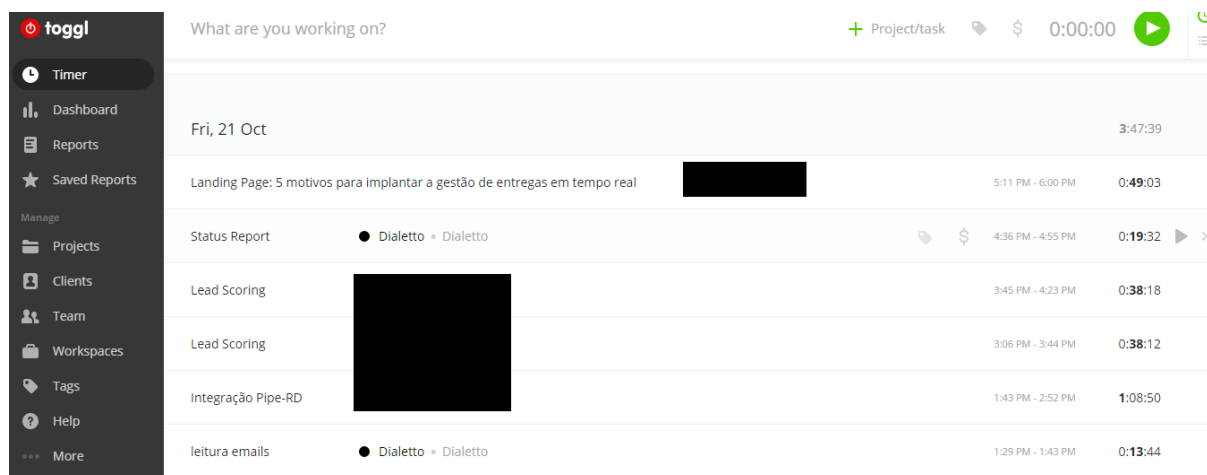 toggl
What are you working on?
+ Project/task
$
0:00:00
Timer
Dashboard
Reports
Saved Reports
Manage
Projects
Clients
Team
Workspaces
Tags
Help
More
Fri, 21 Oct 3:47:39
Landing Page: 5 motivos para implantar a gestão de entregas em tempo real 5:11 PM - 6:00 PM 0:49:03
Status Report Dialetto • Dialetto $ 4:36 PM - 4:55 PM 0:19:32
Lead Scoring 3:45 PM - 4:23 PM 0:38:18
Lead Scoring 3:06 PM - 3:44 PM 0:38:12
Integração Pipe-RD 1:43 PM - 2:52 PM 1:08:50
leitura emails Dialetto • Dialetto 1:29 PM - 1:43 PM 0:13:44